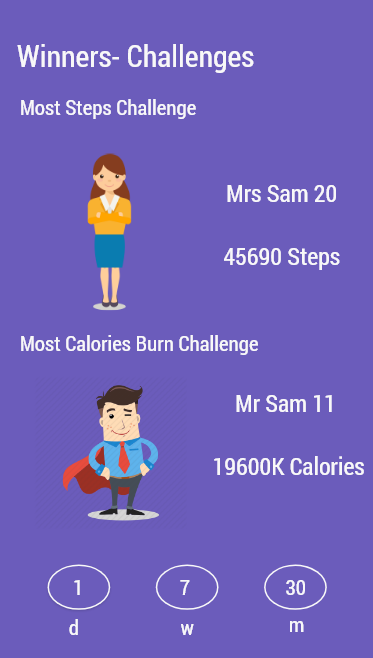 Winners- Challenges
Most Steps Challenge
Mrs Sam 20
45690 Steps
Most Calories Burn Challenge
Mr Sam 11
19600K Calories
1 7 30
d w m